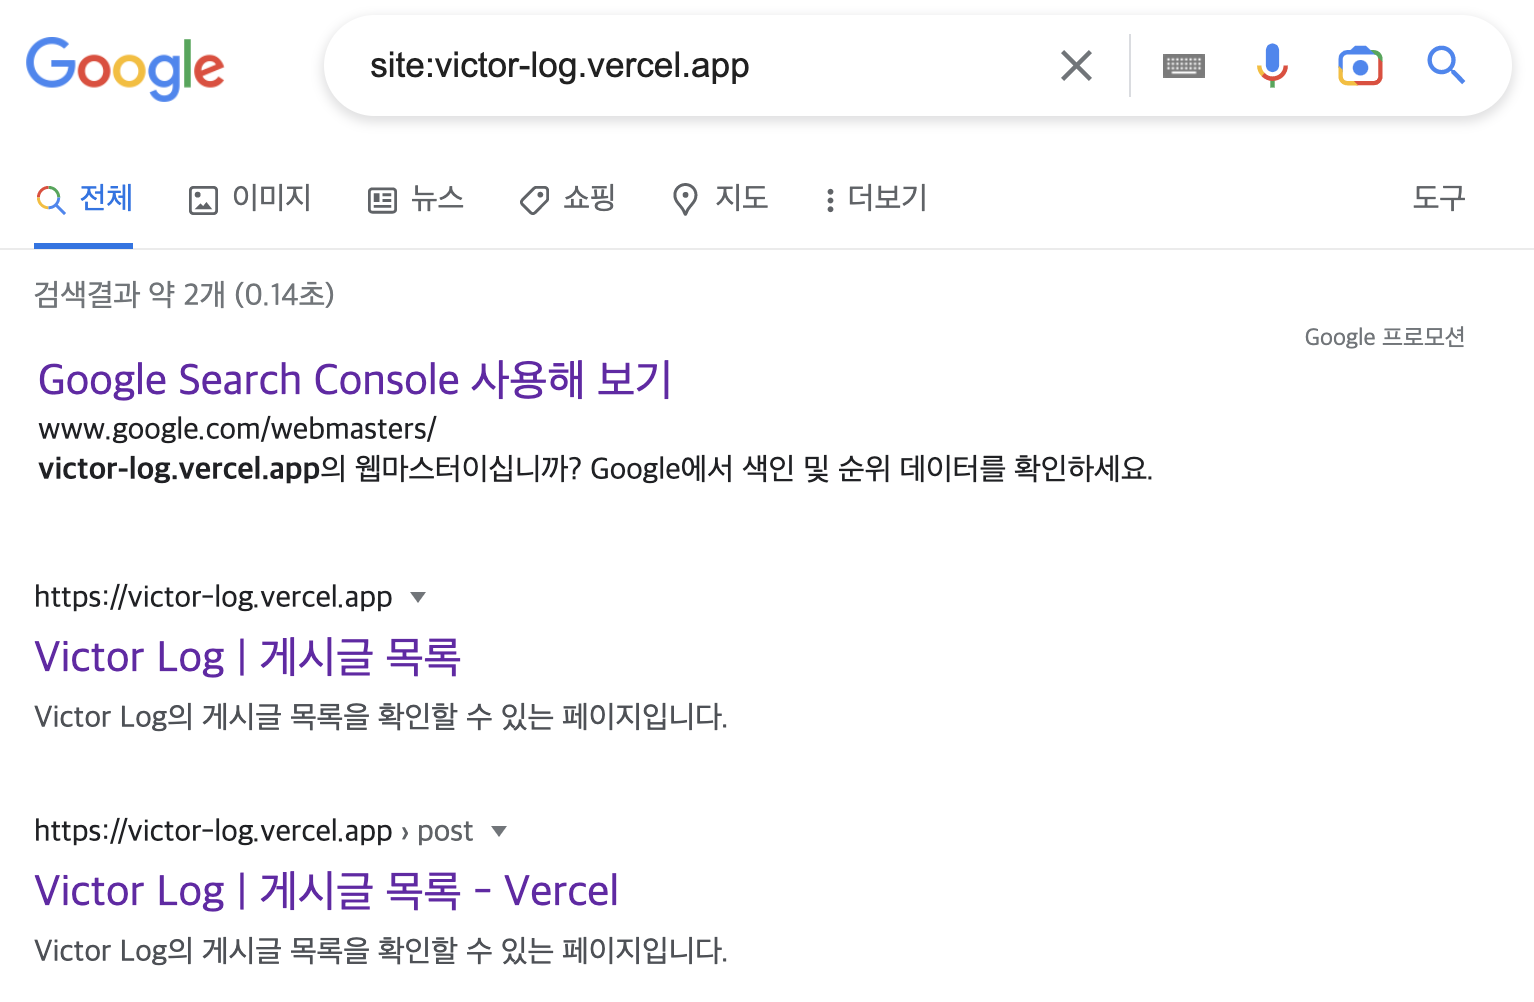 Google
site:victor-log.vercel.app
전체 이미지 뉴스 쇼핑 지도 더보기 도구
검색결과 약 2개 (0.14초)
Google 프로모션
Google Search Console 사용해 보기
www.google.com/webmasters/
victor-log.vercel.app의 웹마스터이십니까? Google에서 색인 및 순위 데이터를 확인하세요.
https://victor-log.vercel.app
Victor Log | 게시글 목록
Victor Log의 게시글 목록을 확인할 수 있는 페이지입니다.
https://victor-log.vercel.app › post
Victor Log | 게시글 목록 - Vercel
Victor Log의 게시글 목록을 확인할 수 있는 페이지입니다.